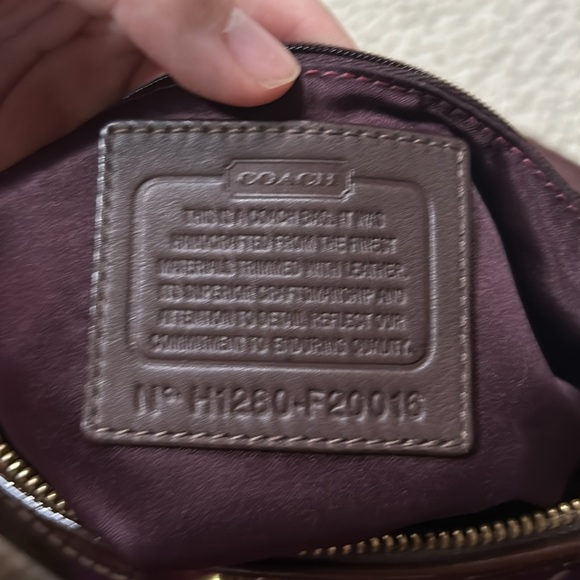 COACH
THIS IS A COACH BAG. IT WAS
HANDCRAFTED FROM THE FINEST
MATERIALS TRIMMED WITH LEATHER.
ITS SUPERIOR CRAFTSMANSHIP AND
ATTENTION TO DETAIL REFLECT OUR
COMMITMENT TO ENDURING QUALITY.
Nº H1280-F20016